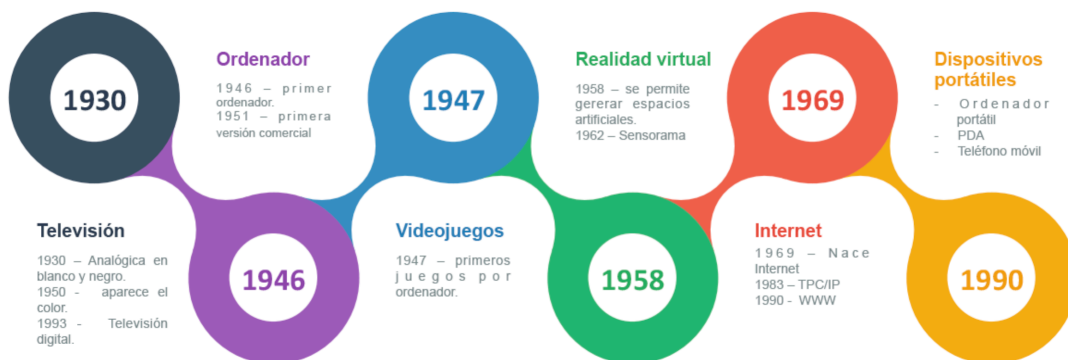 1930
Televisión
1930 – Analógica en
blanco y negro.
1950 - aparece el
color.
1993 - Televisión
digital.
Ordenador
1946 – primer
ordenador.
1951 – primera
versión comercial
1946
1947
Videojuegos
1947 – primeros
juegos por
ordenador.
Realidad virtual
1958 – se permite
gererar espacios
artificiales.
1962 – Sensorama
1958
1969
Internet
1969 – Nace
Internet
1983 – TPC/IP
1990 - WWW
Dispositivos
portátiles
- Ordenador
portátil
- PDA
- Teléfono móvil
1990